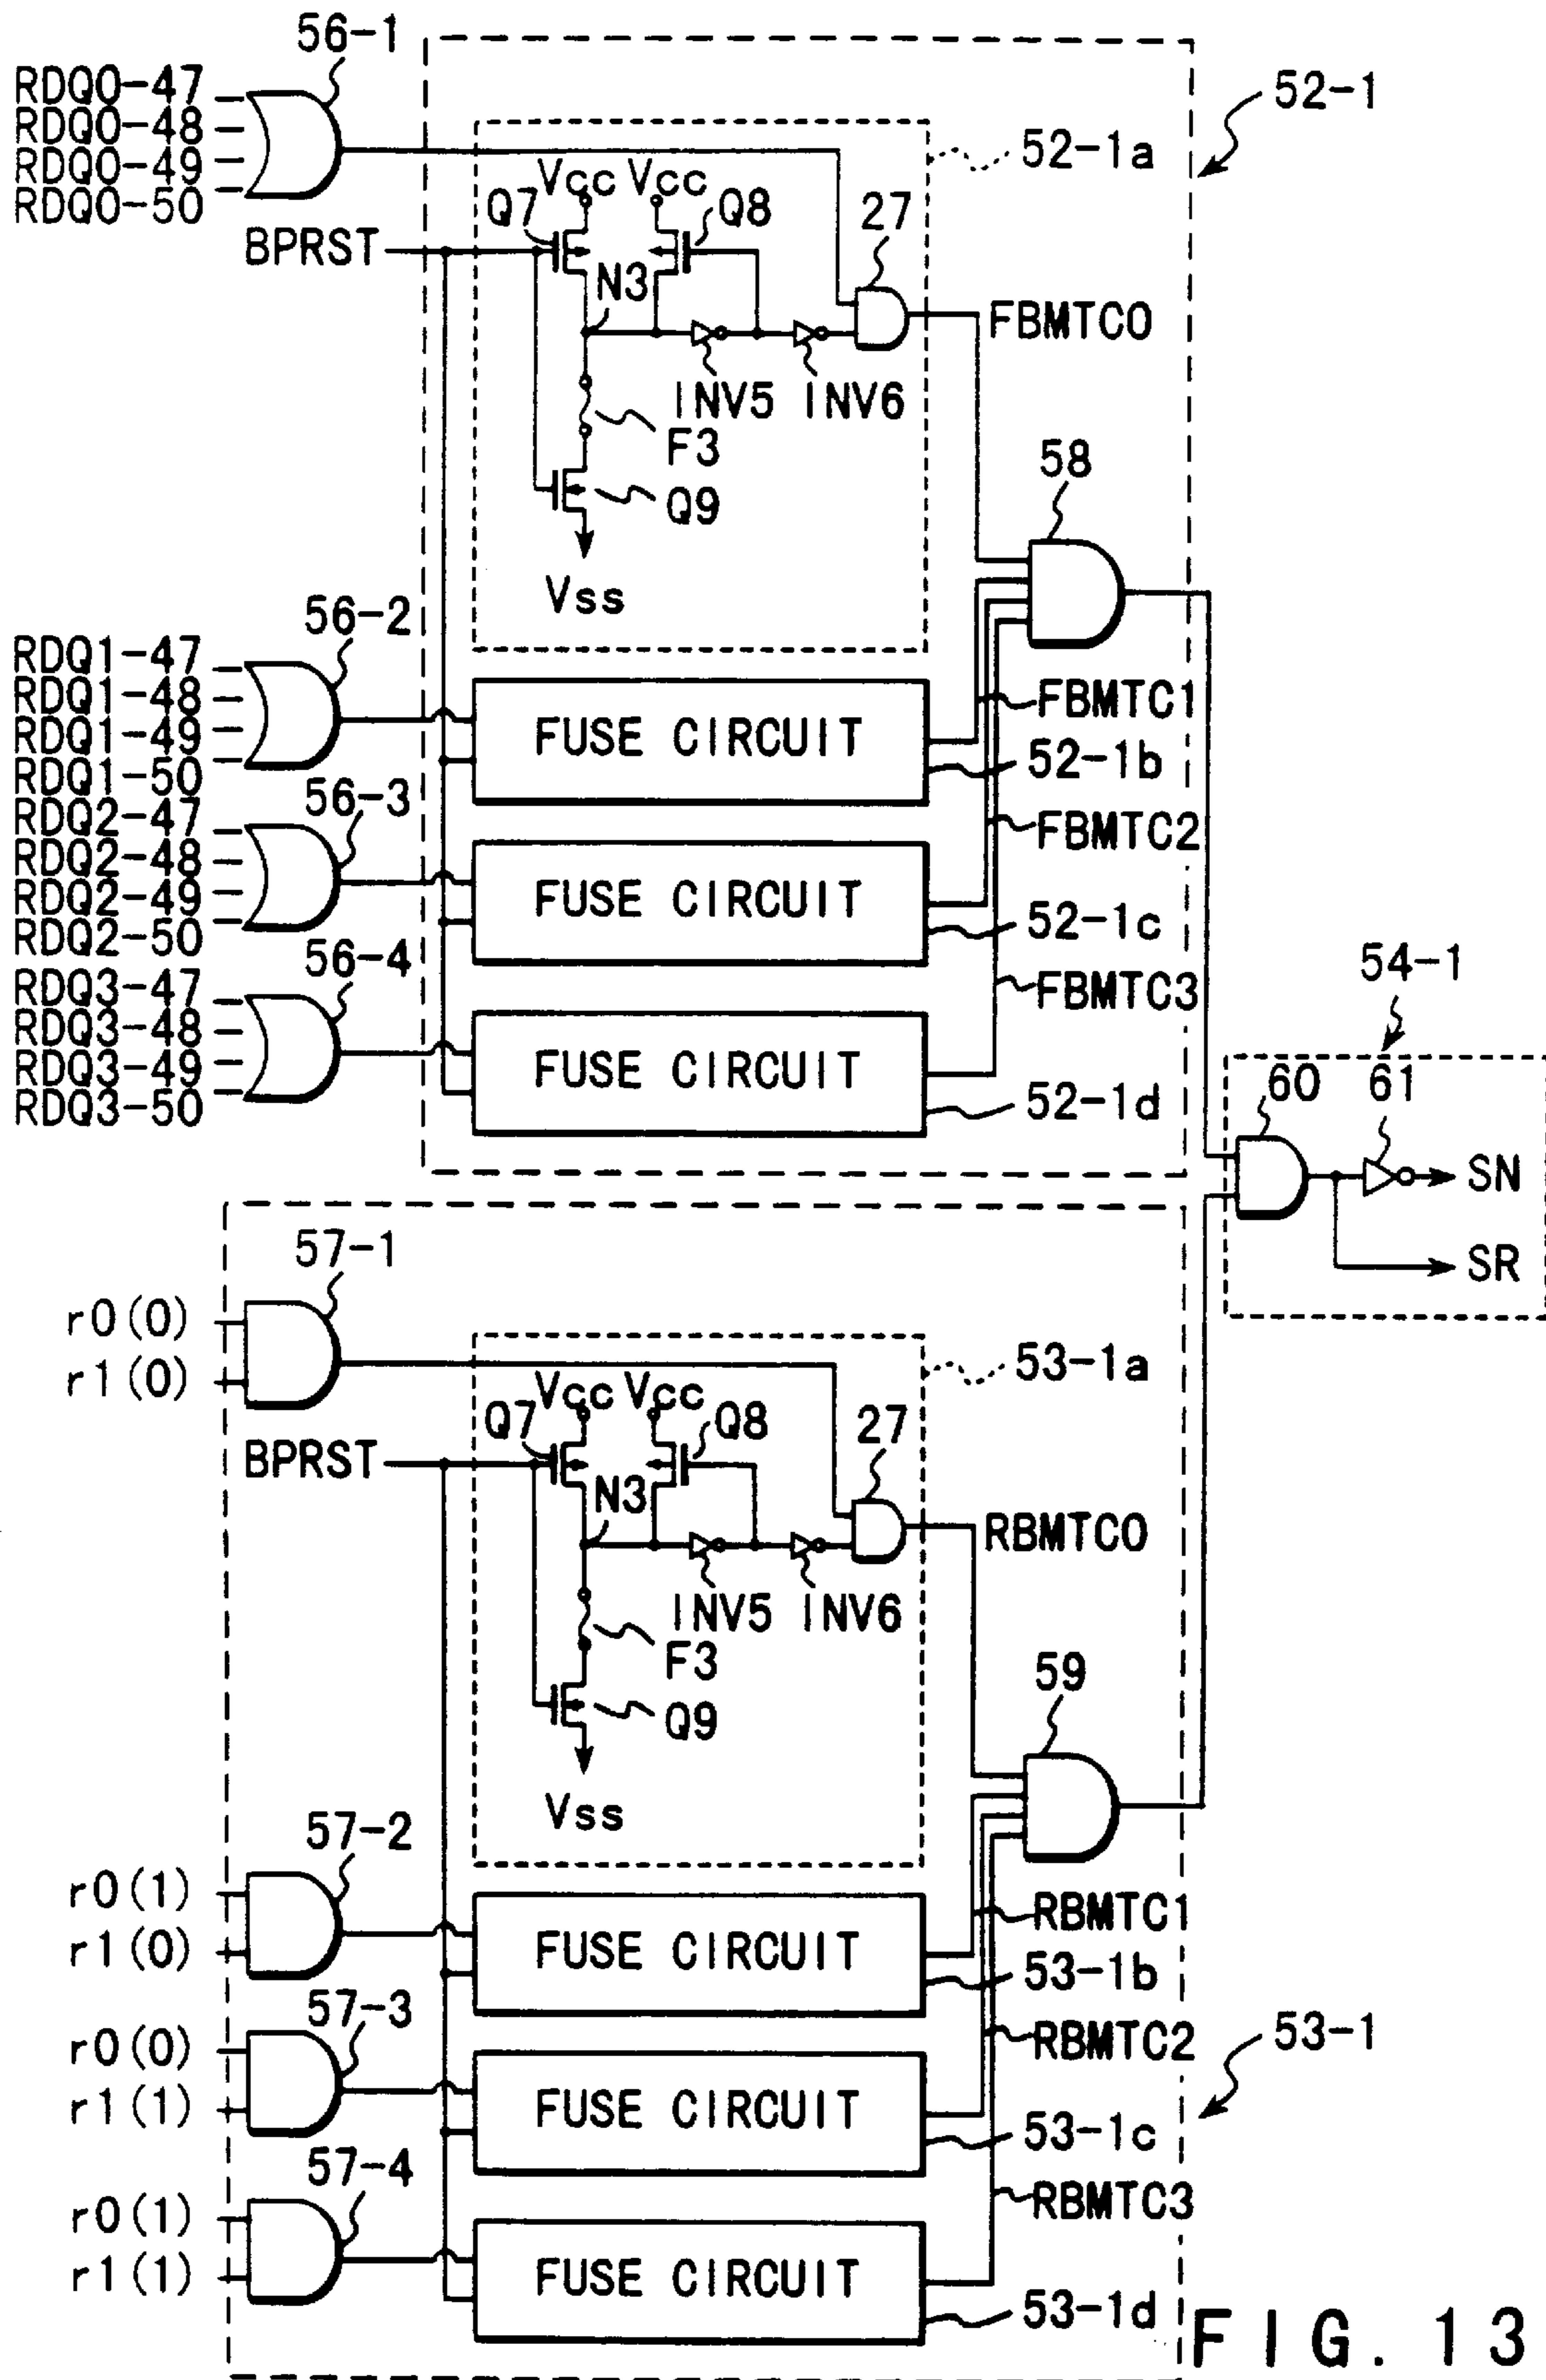 56-1
RDQ0-47
RDQ0-48
RDQ0-49
RDQ0-50
52-1
52-1a
Vcc Vcc
Q7
Q8
27
BPRST
N3
FBMTC0
INV5 INV6
F3
Q9
58
Vss
56-2
RDQ1-47
RDQ1-48
RDQ1-49
RDQ1-50
FUSE CIRCUIT
FBMTC1
52-1b
56-3
RDQ2-47
RDQ2-48
RDQ2-49
RDQ2-50
FUSE CIRCUIT
FBMTC2
52-1c
56-4
RDQ3-47
RDQ3-48
RDQ3-49
RDQ3-50
FUSE CIRCUIT
FBMTC3
52-1d
54-1
60 61
SN
SR
57-1
r0(0)
r1(0)
53-1a
Vcc Vcc
Q7
Q8
27
BPRST
N3
RBMTC0
INV5 INV6
F3
Q9
59
Vss
57-2
r0(1)
r1(0)
FUSE CIRCUIT
RBMTC1
53-1b
57-3
r0(0)
r1(1)
FUSE CIRCUIT
RBMTC2
53-1c
53-1
57-4
r0(1)
r1(1)
FUSE CIRCUIT
RBMTC3
53-1d
FIG. 13